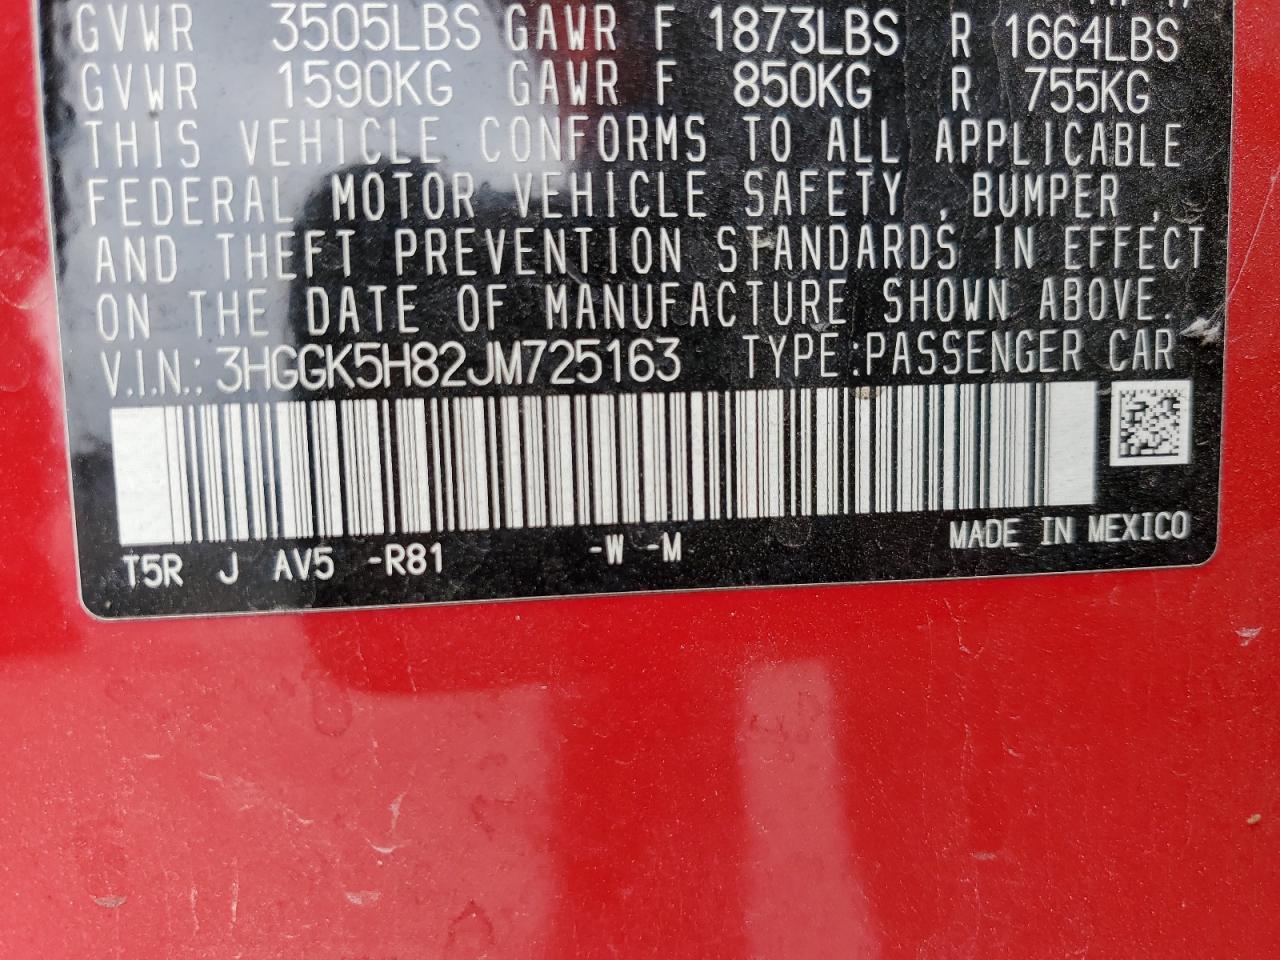 GVWR 3505LBS GAWR F 1873LBS R 1664LBS
GVWR 1590KG GAWR F 850KG R 755KG
THIS VEHICLE CONFORMS TO ALL APPLICABLE
FEDERAL MOTOR VEHICLE SAFETY, BUMPER,
AND THEFT PREVENTION STANDARDS IN EFFECT
ON THE DATE OF MANUFACTURE SHOWN ABOVE.
V.I.N.: 3HGGK5H82JM725163 TYPE:PASSENGER CAR
T5R J AV5 -R81 -W -M MADE IN MEXICO